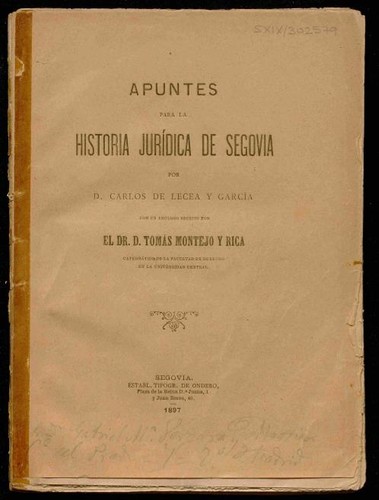 SXIX/302579
APUNTES
PARA LA
HISTORIA JURÍDICA DE SEGOVIA
POR
D. CARLOS DE LECEA Y GARCÍA
CON UN PRÓLOGO ESCRITO POR
EL DR. D. TOMÁS MONTEJO Y RICA
CATEDRÁTICO DE LA FACULTAD DE DERECHO
DE LA UNIVERSIDAD CENTRAL.
SEGOVIA.
ESTABL. TIPOGR. DE ONDERO,
Plaza de la Reina D.ª Juana, 1
y Juan Bravo, 40.
1897